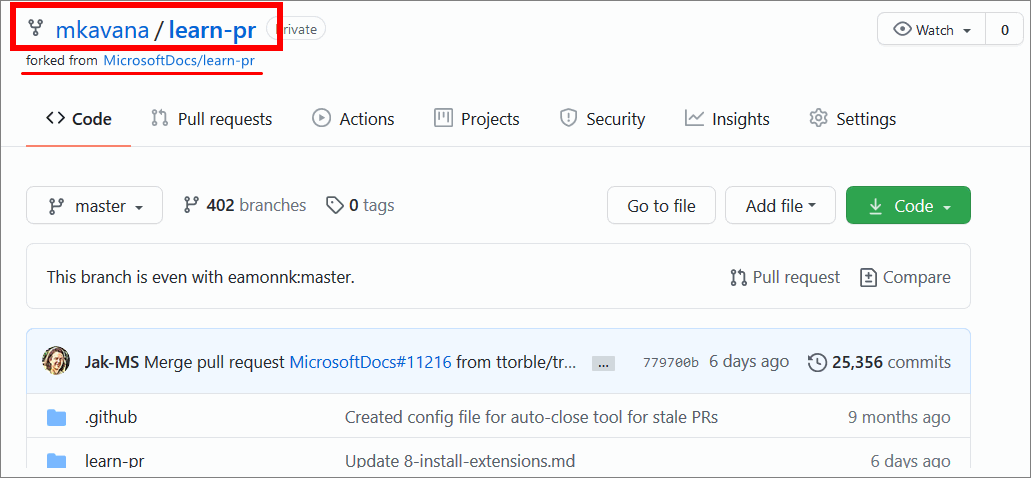 mkavana / learn-pr Private
Watch 0
forked from MicrosoftDocs/learn-pr
Code Pull requests Actions Projects Security Insights Settings
master 402 branches 0 tags Go to file Add file Code
This branch is even with eamonnk:master. Pull request Compare
Jak-MS Merge pull request MicrosoftDocs#11216 from ttorble/tr... ... 779700b 6 days ago 25,356 commits
.github Created config file for auto-close tool for stale PRs 9 months ago
learn-pr Update 8-install-extensions.md 6 days ago